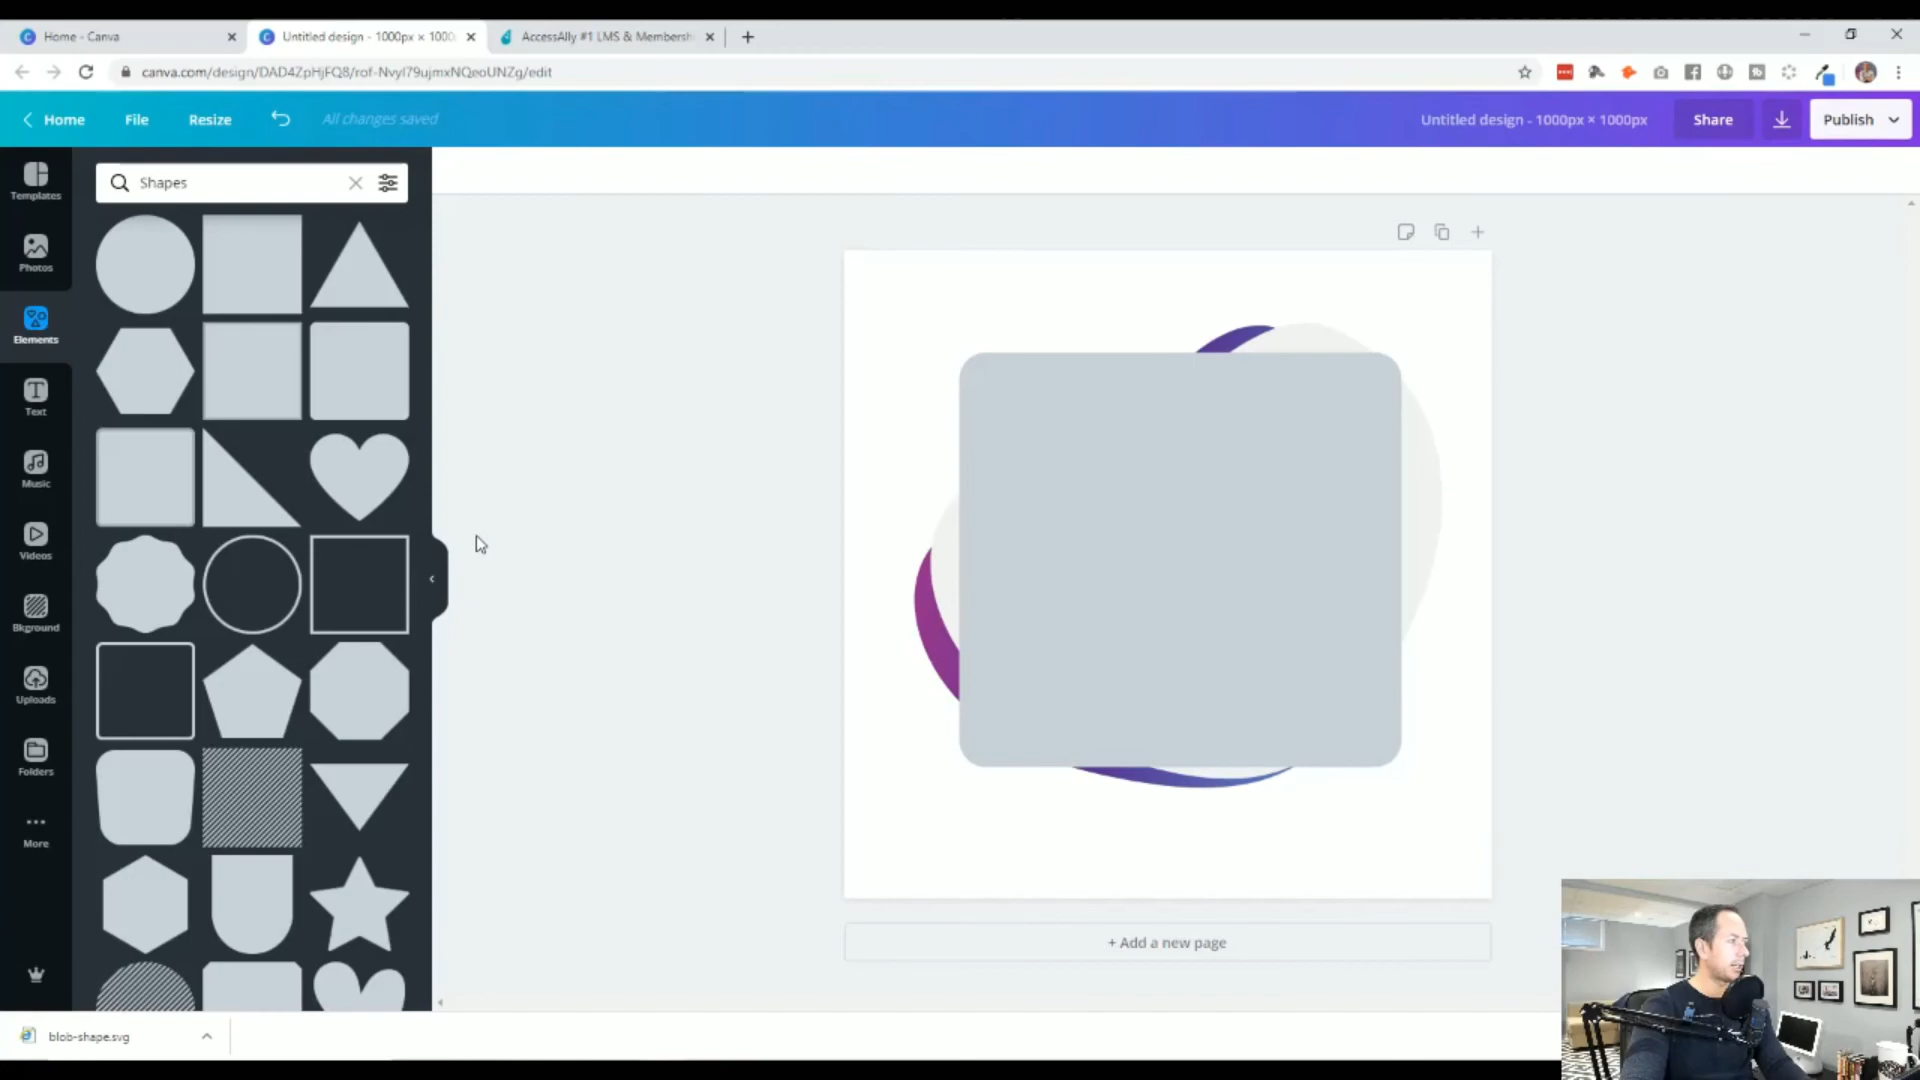 Home - Canva
Untitled design - 1000px × 1000
AccessAlly #1 LMS & Membersh
canva.com/design/DAD4ZpHjFQ8/rof-NvyI79ujmxNQeoUNZg/edit
Home
File
Resize
All changes saved
Untitled design - 1000px × 1000px
Share
Publish
Templates
Photos
Elements
Text
Music
Videos
Bkground
Uploads
Folders
More
Shapes
+ Add a new page
blob-shape.svg